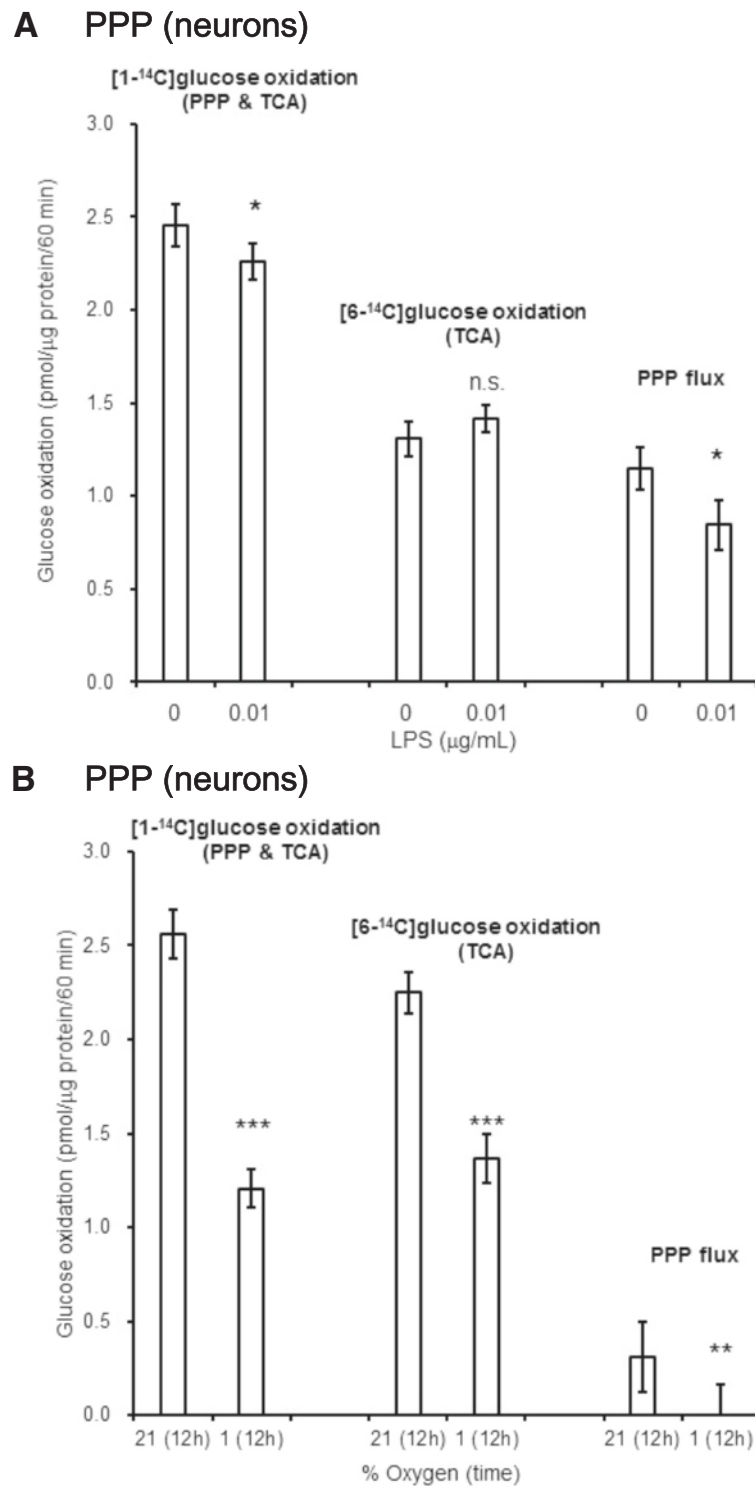 A PPP (neurons)
[1-¹⁴C]glucose oxidation
(PPP & TCA)
3.0
2.5
2.0
1.5
1.0
0.5
0.0
Glucose oxidation (pmol/μg protein/60 min)
*
[6-¹⁴C]glucose oxidation
(TCA)
n.s.
PPP flux
*
0 0.01 0 0.01 0 0.01
LPS (μg/mL)
B PPP (neurons)
[1-¹⁴C]glucose oxidation
(PPP & TCA)
3.0
2.5
2.0
1.5
1.0
0.5
0.0
Glucose oxidation (pmol/μg protein/60 min)
***
[6-¹⁴C]glucose oxidation
(TCA)
***
PPP flux
**
21 (12h) 1 (12h) 21 (12h) 1 (12h) 21 (12h) 1 (12h)
% Oxygen (time)